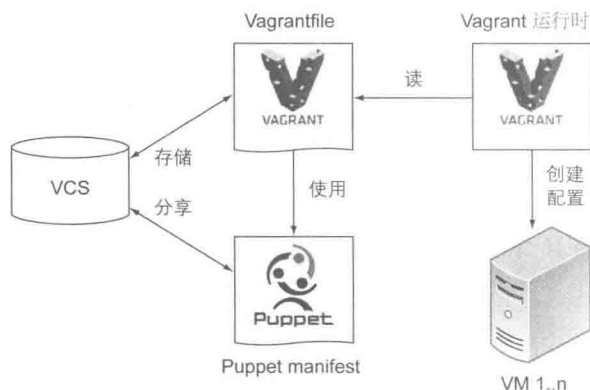 Vagrantfile
Vagrant 运行时
VAGRANT
读
VAGRANT
VCS
存储
分享
使用
创建
配置
Puppet
Puppet manifest
VM 1..n